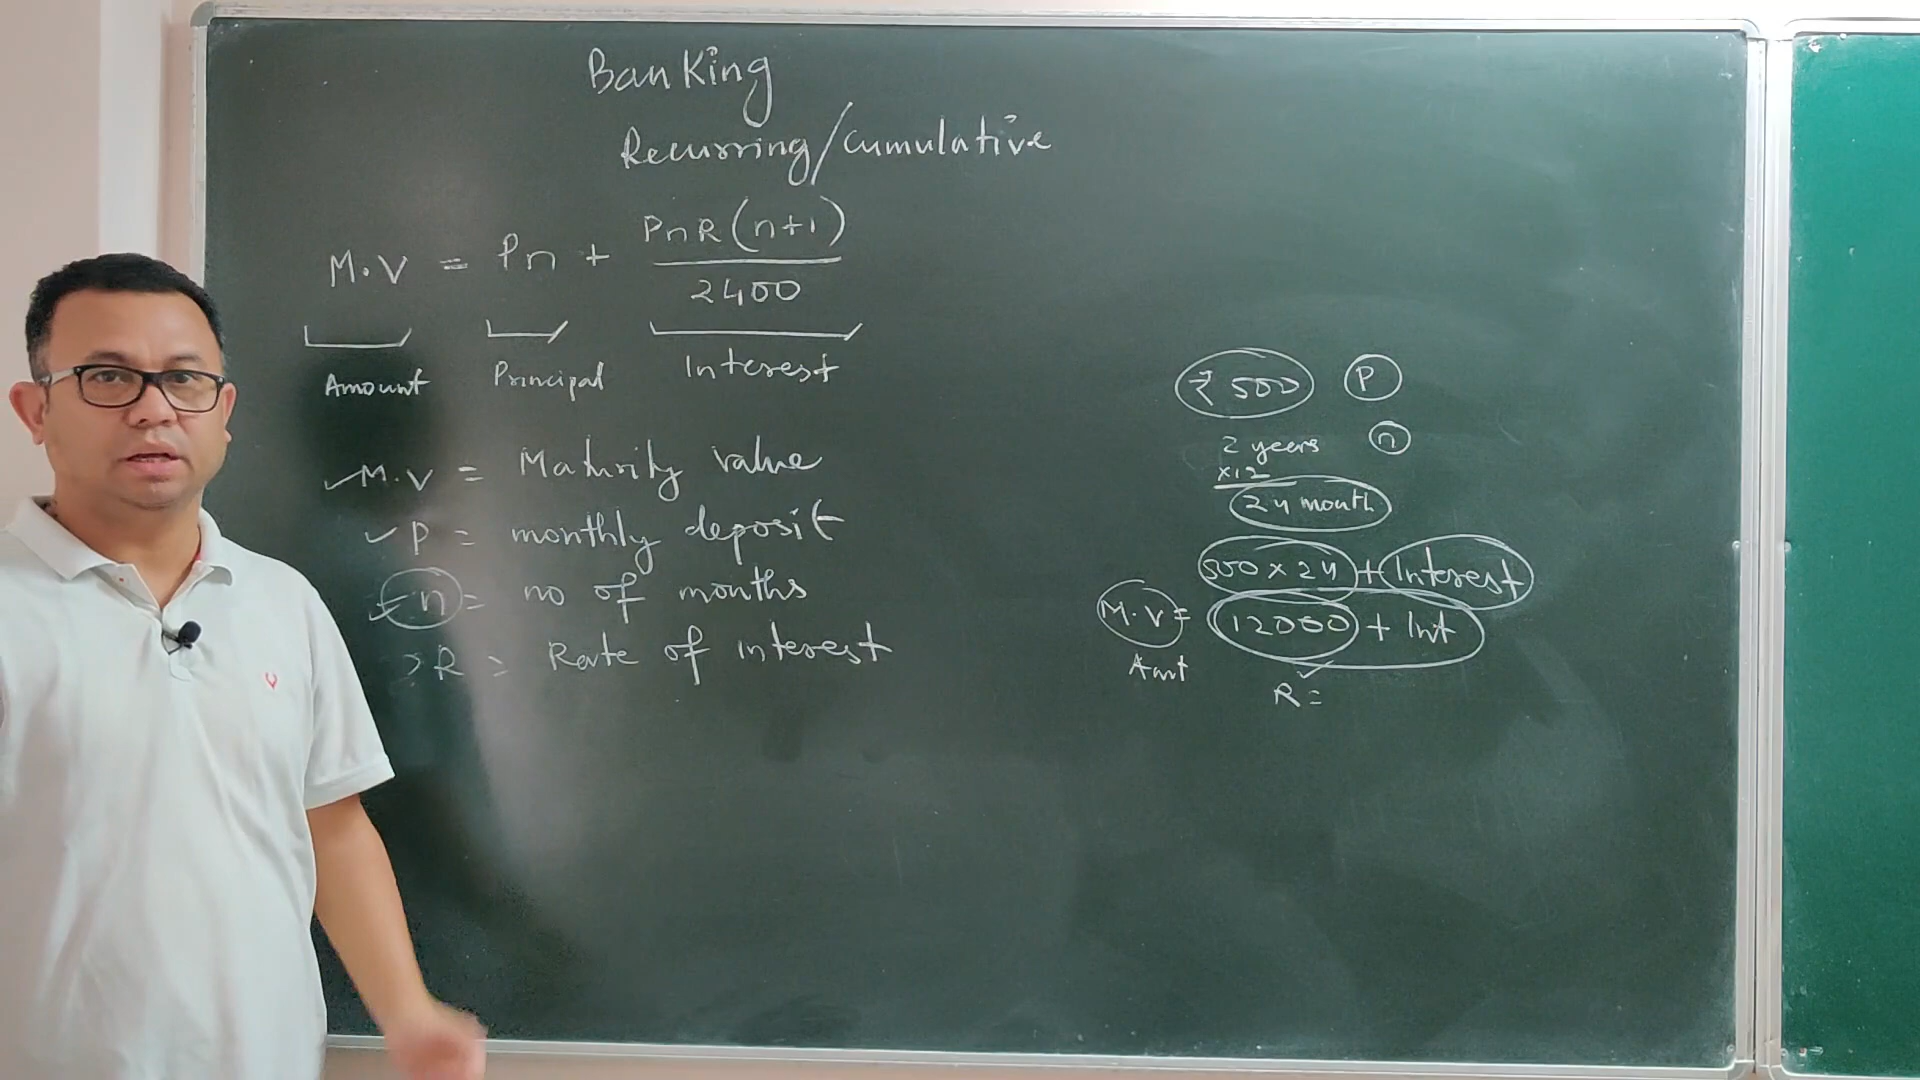 Banking
Recurring/Cumulative
M.V = Pn + PnR(n+1)
2400
Amount Principal Interest
M.V = Maturity value
P = monthly deposit
n = no of months
R = Rate of interest
₹ 500 P
2 years n
×12
24 month
500 × 24 + Interest
M.V = 12000 + Int
Amt
R =